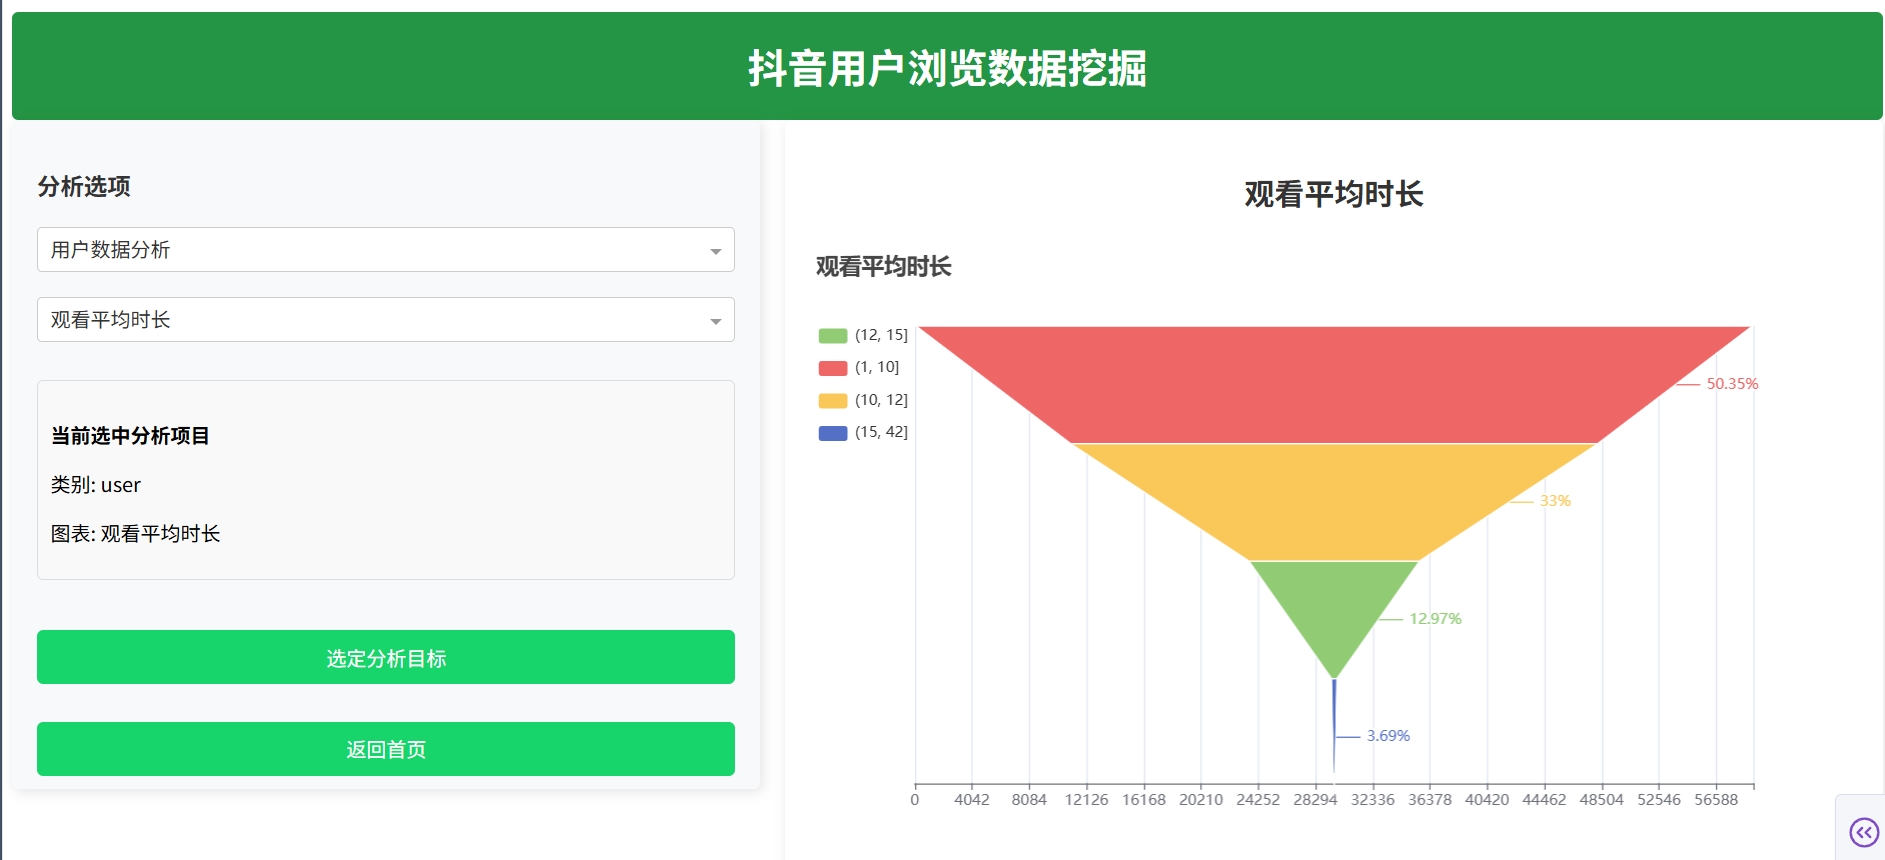 抖音用户浏览数据挖掘
分析选项
用户数据分析
观看平均时长
当前选中分析项目
类别: user
图表: 观看平均时长
选定分析目标
返回首页
观看平均时长
观看平均时长
(12, 15]
(1, 10]
(10, 12]
(15, 42]
50.35%
33%
12.97%
3.69%
0 4042 8084 12126 16168 20210 24252 28294 32336 36378 40420 44462 48504 52546 56588